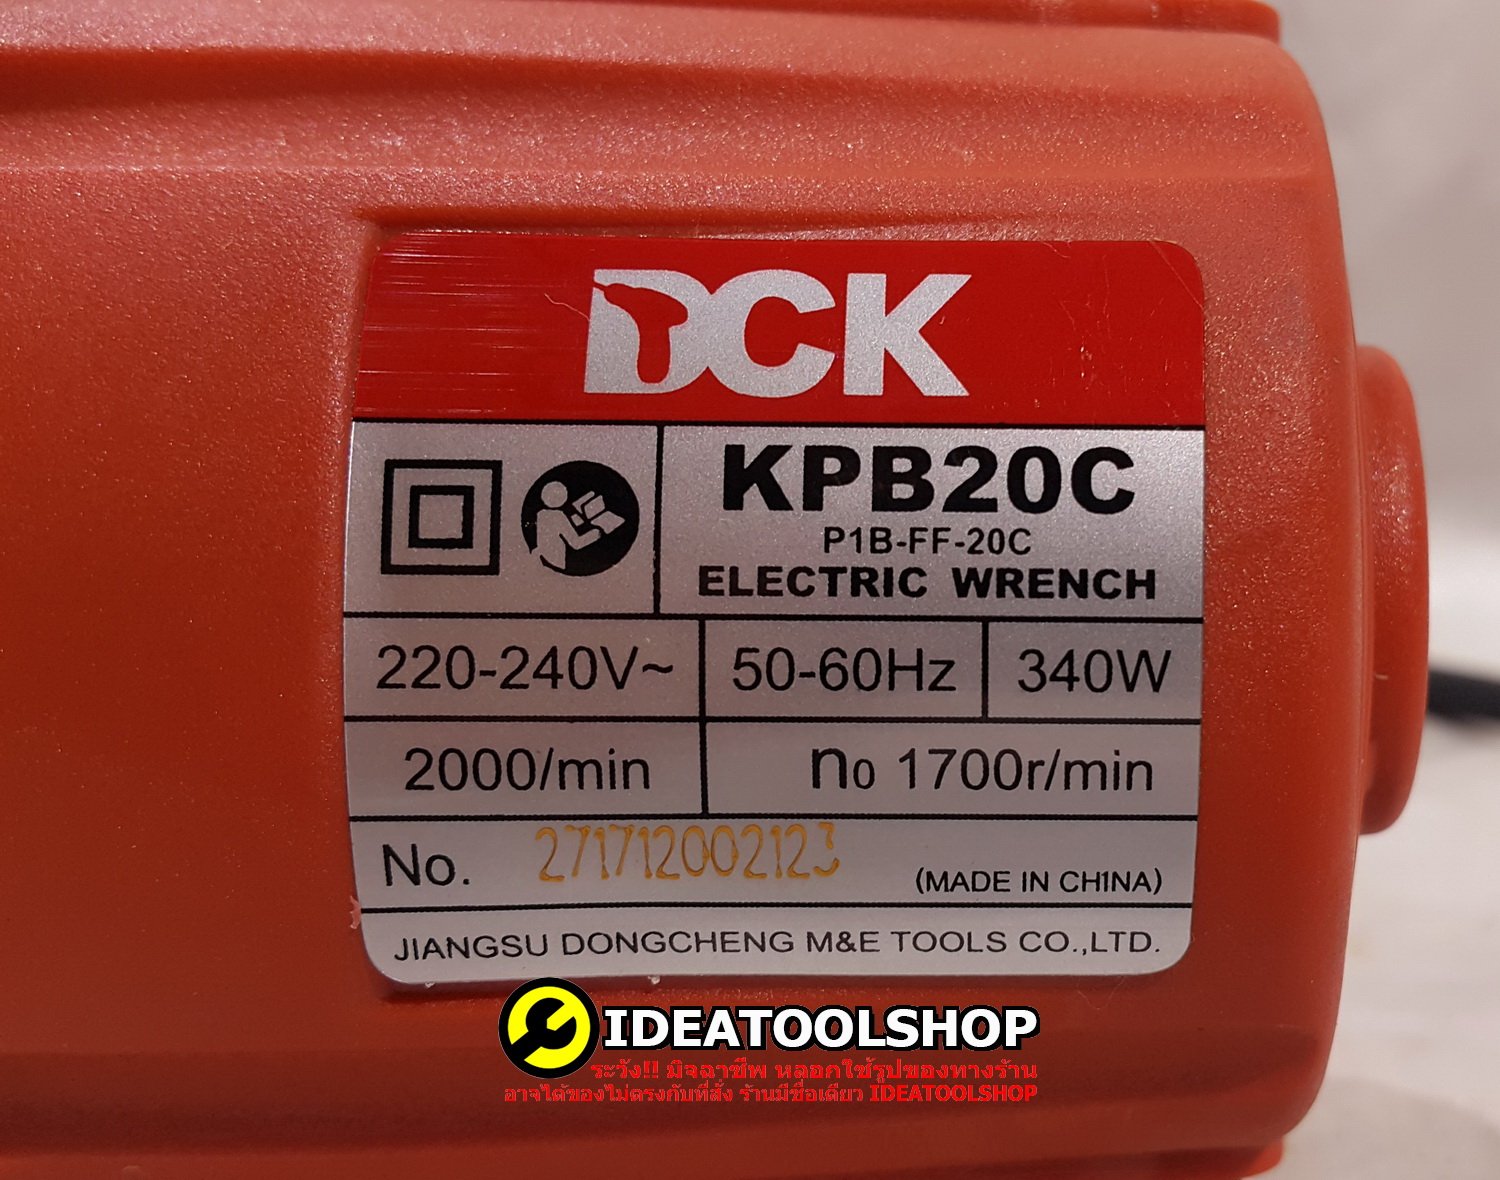 DCK
KPB20C
P1B-FF-20C
ELECTRIC WRENCH
220-240V~ 50-60Hz 340W
2000/min n0 1700r/min
No. 271712002123 (MADE IN CHINA)
JIANGSU DONGCHENG M&E TOOLS CO.,LTD.
IDEATOOLSHOP
ระวัง!! มิจฉาชีพ หลอกใช้รูปของทางร้าน
อาจได้ของไม่ตรงกับที่สั่ง ร้านมีชื่อเดียว IDEATOOLSHOP